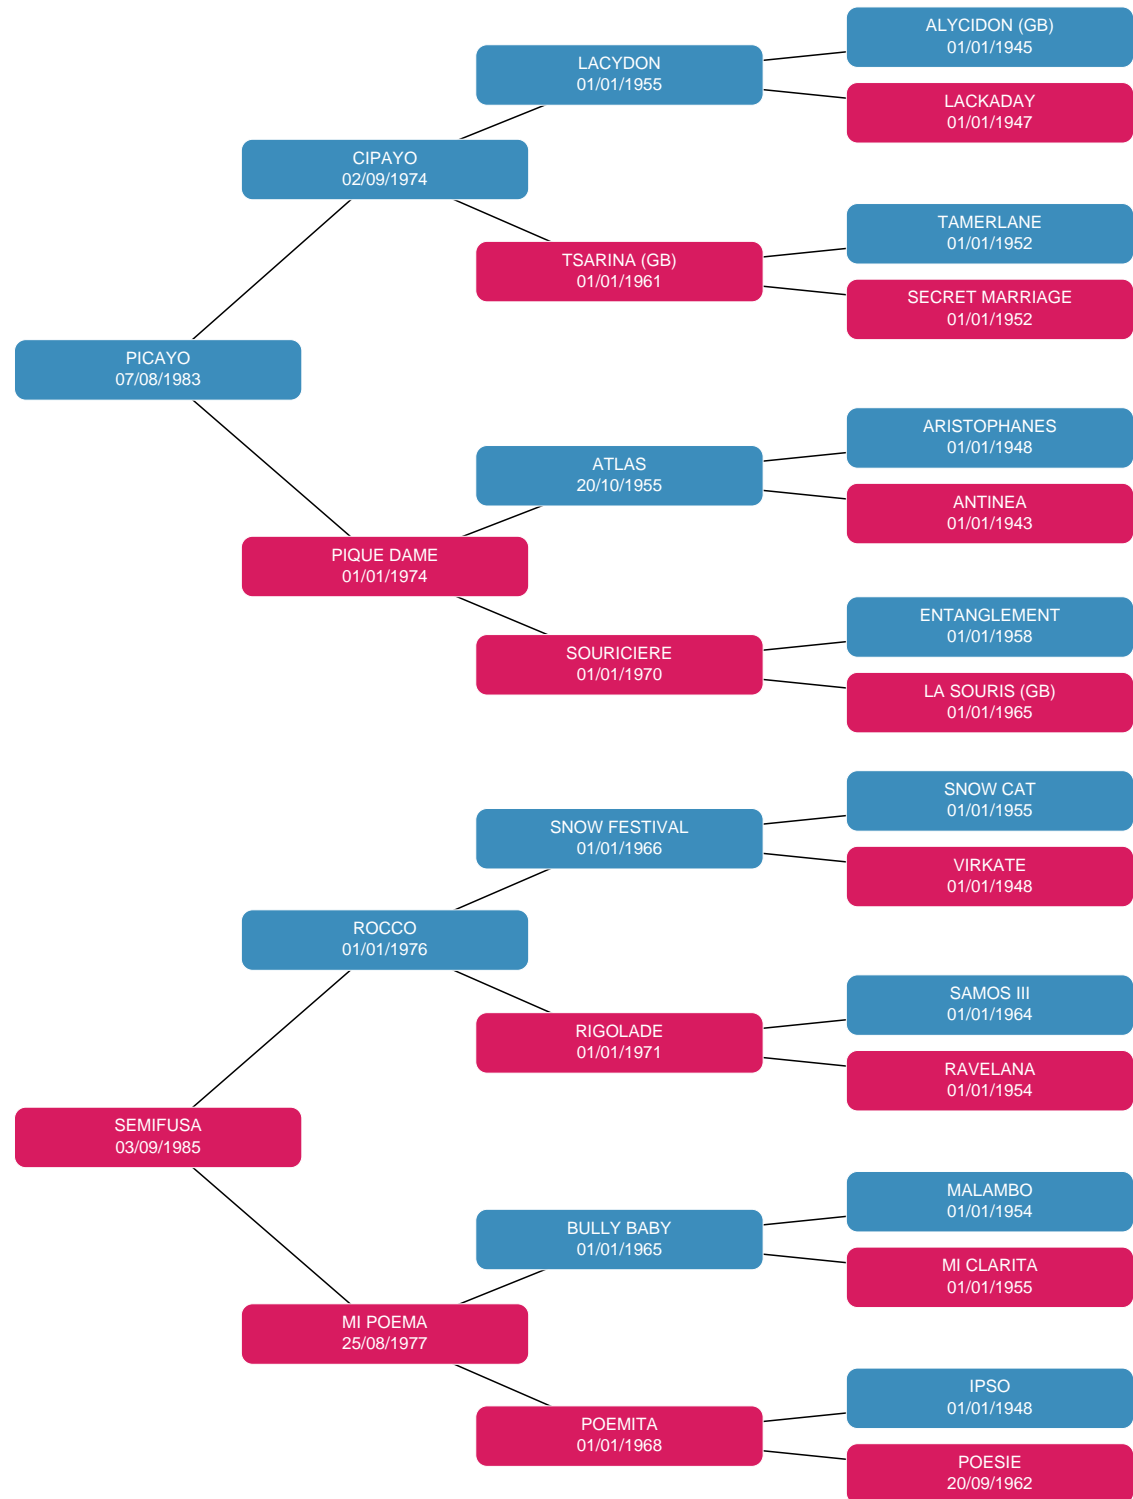 ALYCIDON (GB)
01/01/1945
LACYDON
01/01/1955
LACKADAY
01/01/1947
CIPAYO
02/09/1974
TAMERLANE
01/01/1952
TSARINA (GB)
01/01/1961
SECRET MARRIAGE
01/01/1952
PICAYO
07/08/1983
ARISTOPHANES
01/01/1948
ATLAS
20/10/1955
ANTINEA
01/01/1943
PIQUE DAME
01/01/1974
ENTANGLEMENT
01/01/1958
SOURICIERE
01/01/1970
LA SOURIS (GB)
01/01/1965
SNOW CAT
01/01/1955
SNOW FESTIVAL
01/01/1966
VIRKATE
01/01/1948
ROCCO
01/01/1976
SAMOS III
01/01/1964
RIGOLADE
01/01/1971
RAVELANA
01/01/1954
SEMIFUSA
03/09/1985
MALAMBO
01/01/1954
BULLY BABY
01/01/1965
MI CLARITA
01/01/1955
MI POEMA
25/08/1977
IPSO
01/01/1948
POEMITA
01/01/1968
POESIE
20/09/1962